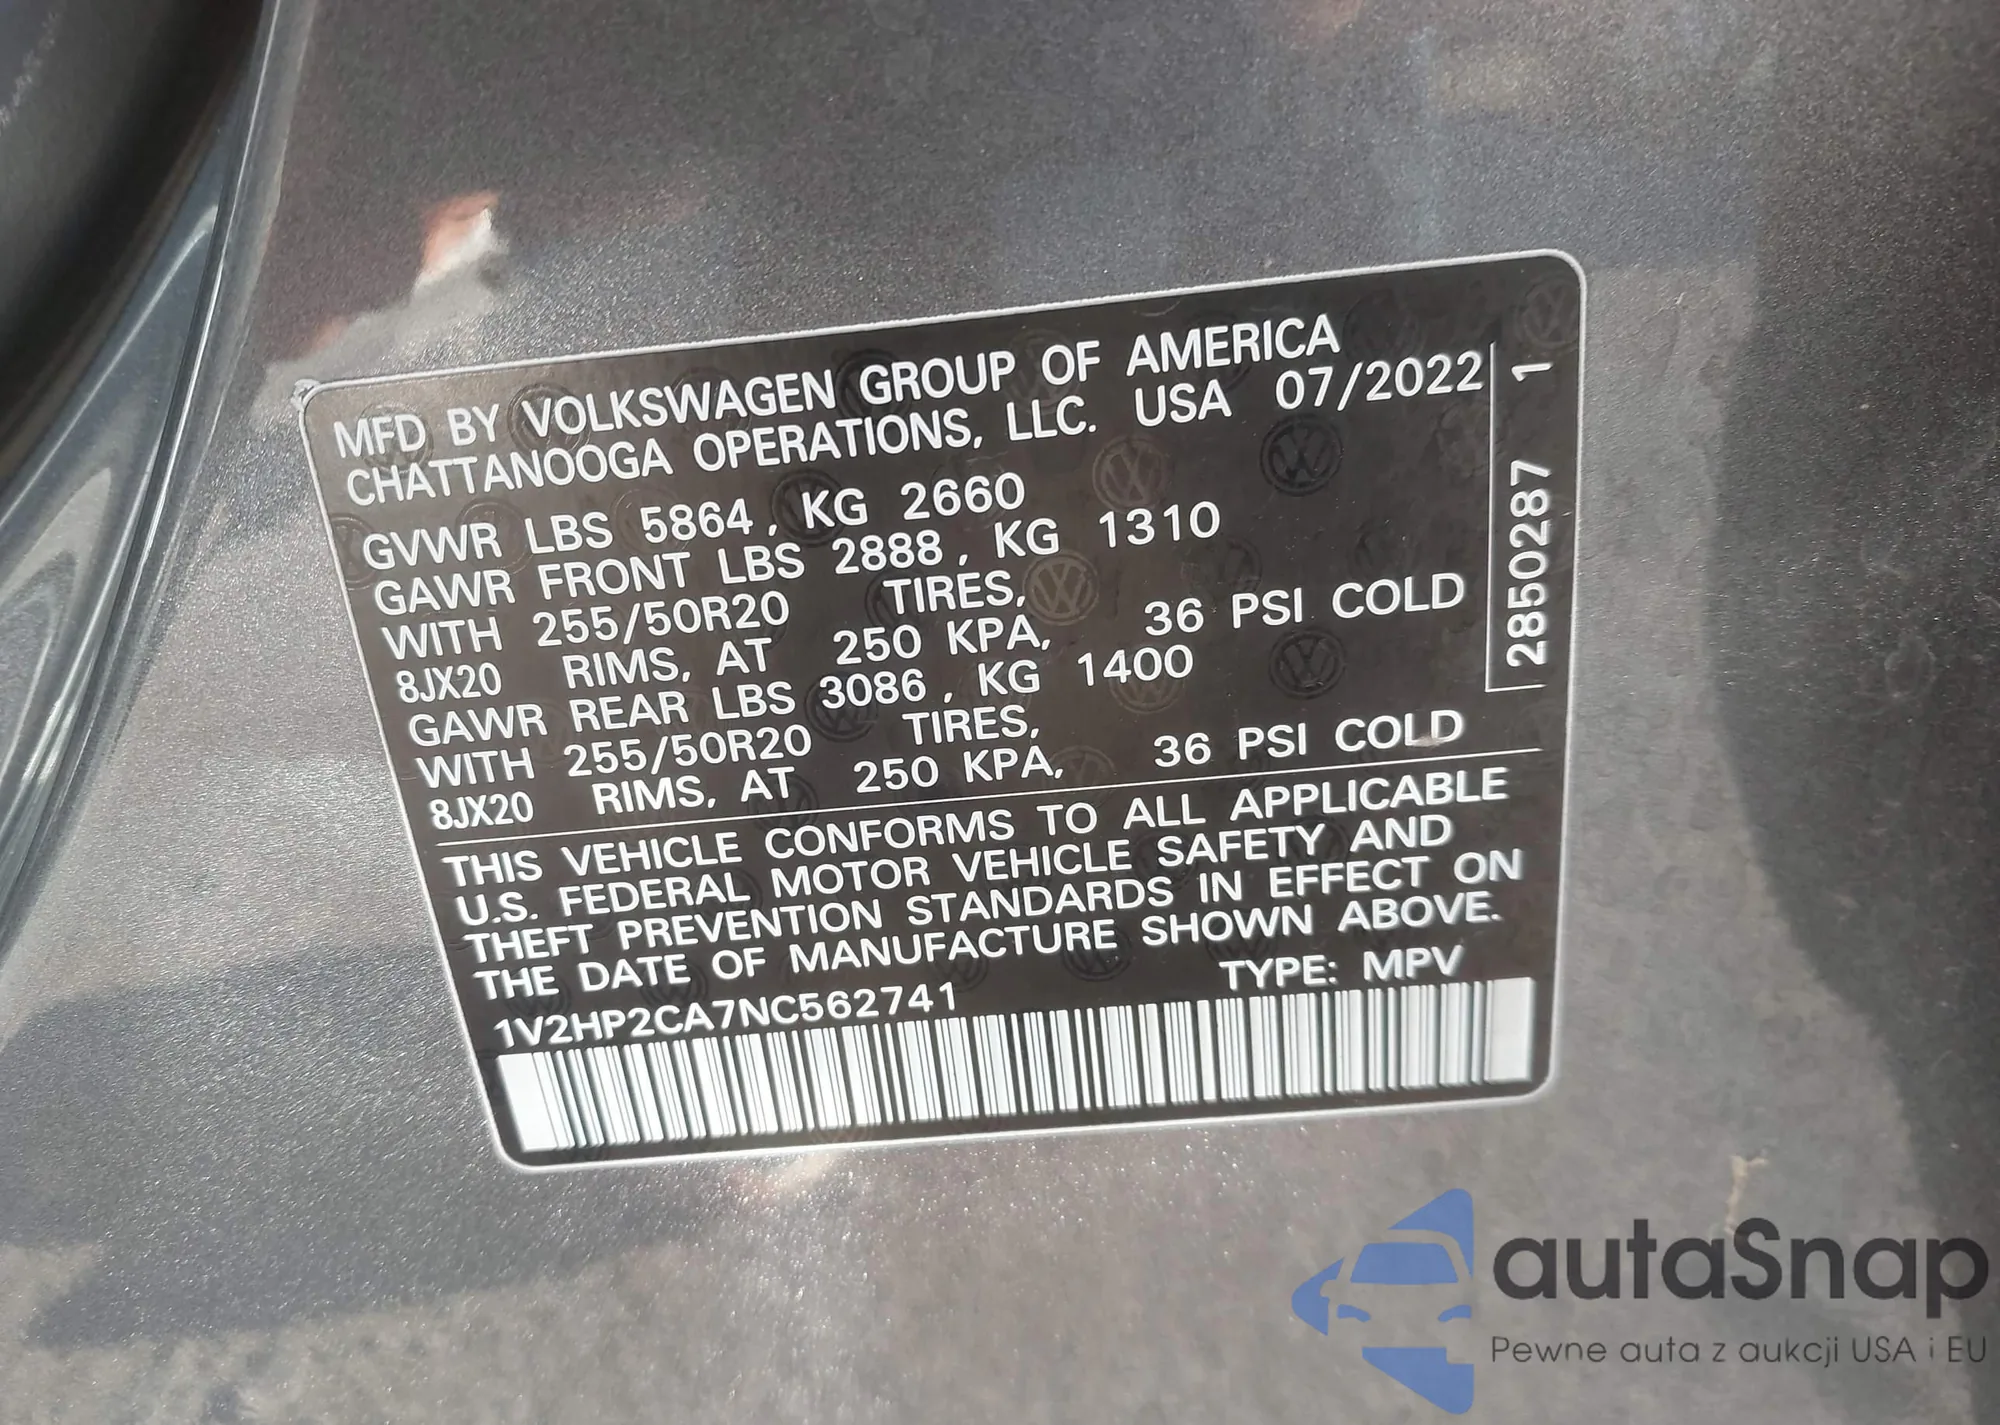 MFD BY VOLKSWAGEN GROUP OF AMERICA
CHATTANOOGA OPERATIONS, LLC. USA 07/2022
GVWR LBS 5864, KG 2660
GAWR FRONT LBS 2888, KG 1310
WITH 255/50R20 TIRES,
8JX20 RIMS, AT 250 KPA, 36 PSI COLD
GAWR REAR LBS 3086, KG 1400
WITH 255/50R20 TIRES,
8JX20 RIMS, AT 250 KPA, 36 PSI COLD
2850287 1
THIS VEHICLE CONFORMS TO ALL APPLICABLE
U.S. FEDERAL MOTOR VEHICLE SAFETY AND
THEFT PREVENTION STANDARDS IN EFFECT ON
THE DATE OF MANUFACTURE SHOWN ABOVE.
1V2HP2CA7NC562741 TYPE: MPV
autaSnap
Pewne auta z aukcji USA i EU